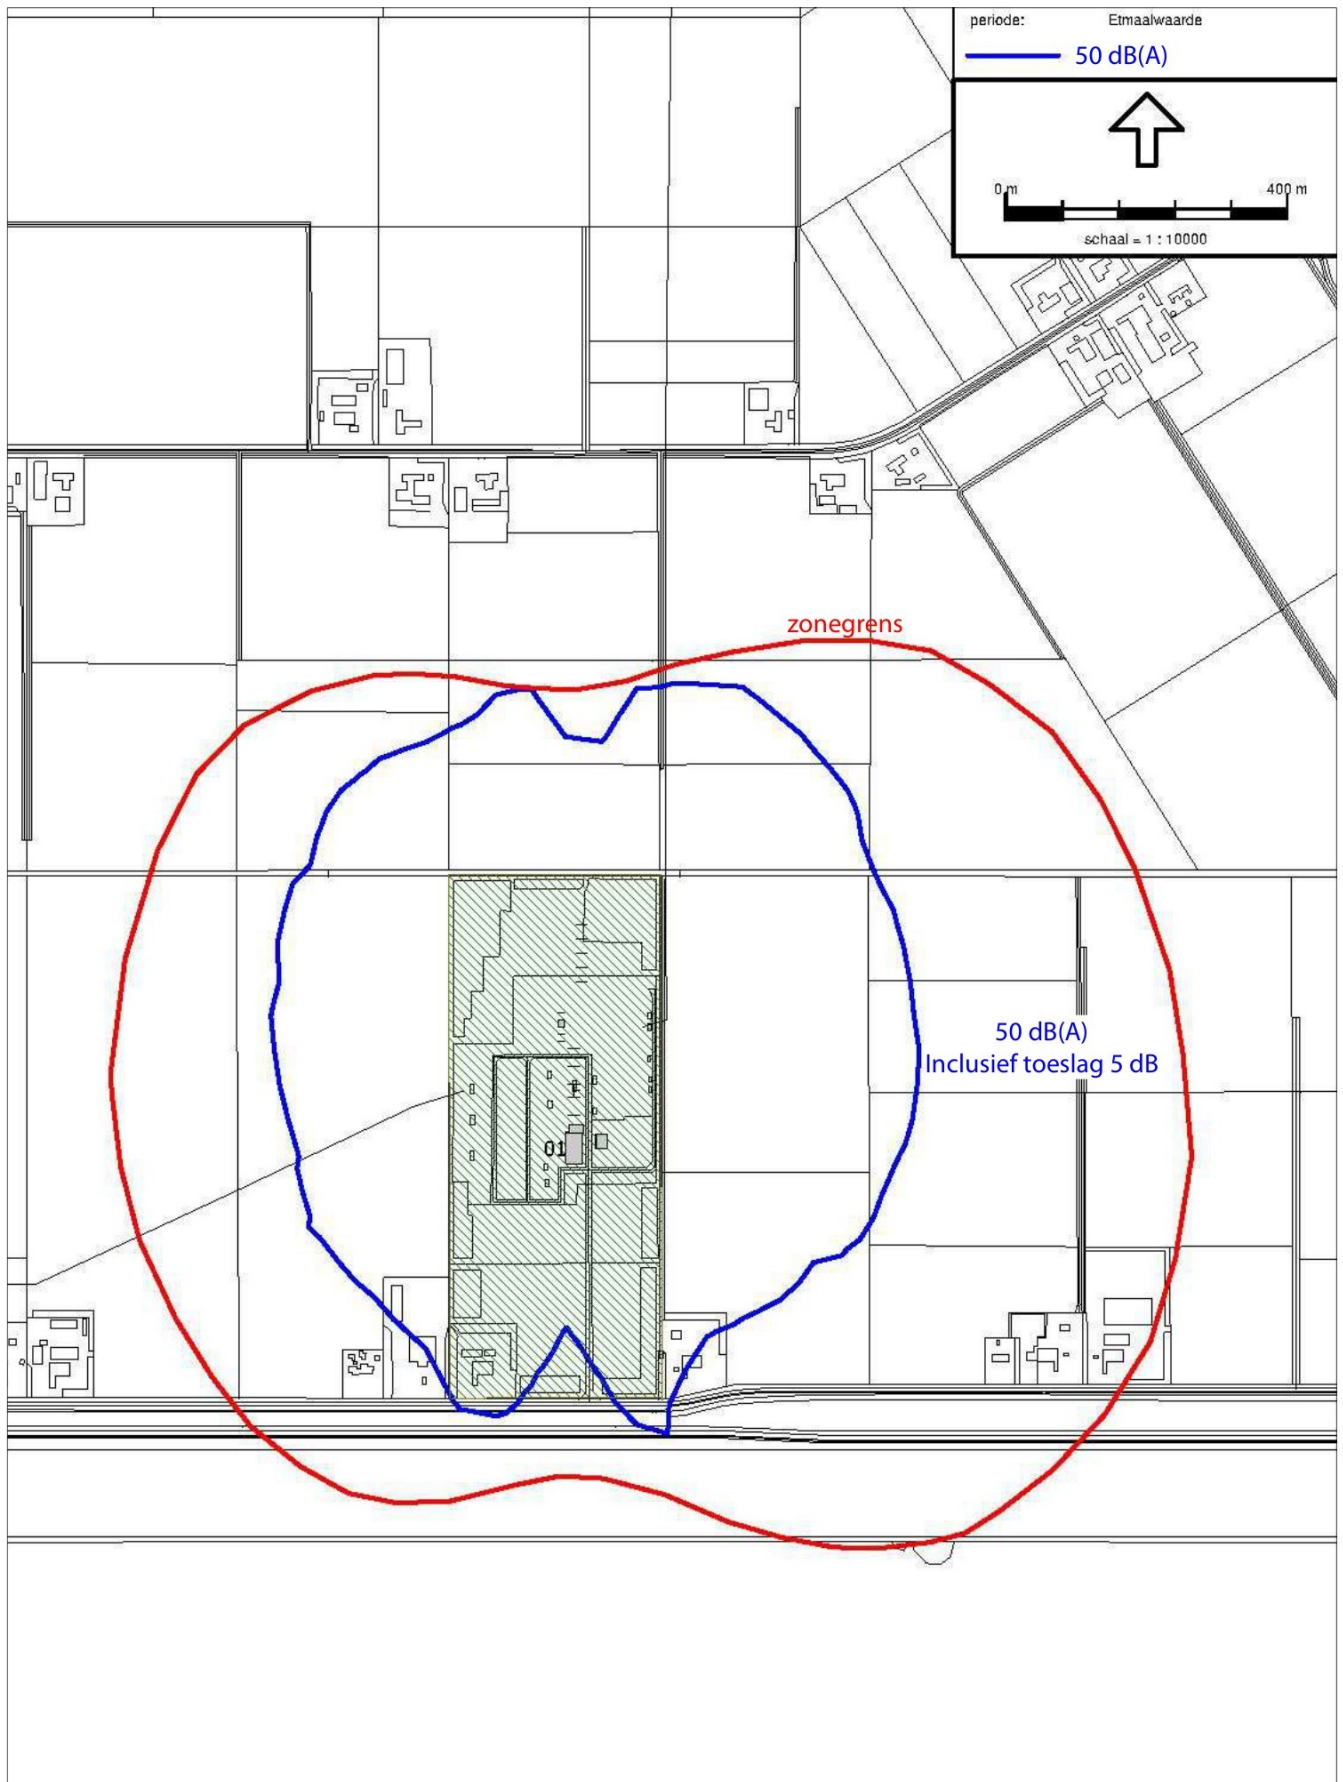 periode: Etmaalwaarde
50 dB(A)
0 m 400 m
schaal = 1 : 10000
zonegrens
50 dB(A)
Inclusief toeslag 5 dB
01